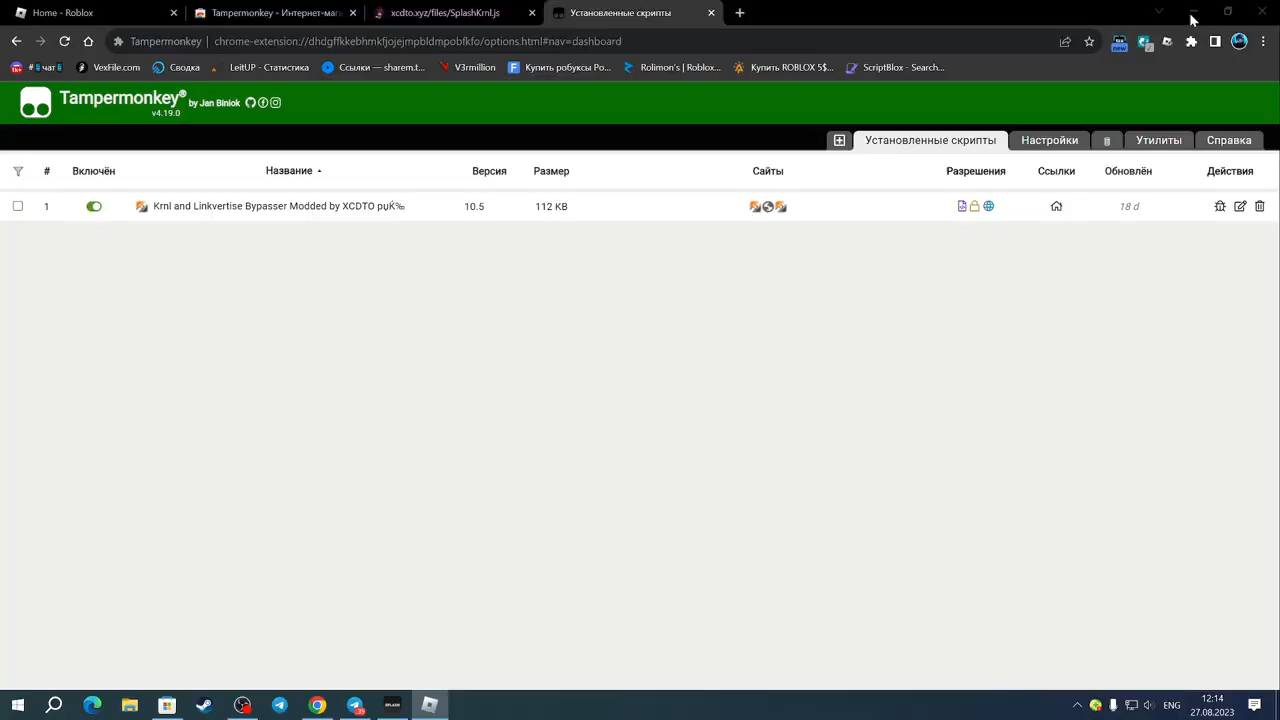 Home - Roblox
Tampermonkey - Интернет-маг
xcdto.xyz/files/SplashKrnl.js
Установленные скрипты
Tampermonkey | chrome-extension://dhdgffkkebhmkfjojejmpbldmpobfkfo/options.html#nav=dashboard
чат
VexFile.com
Сводка
LeitUP - Статистика
Ссылки — sharem.t...
V3rmillion
Купить робуксы Ро...
Rolimon's | Roblox...
Купить ROBLOX 5$...
ScriptBlox - Search...
Tampermonkey® by Jan Biniok
v4.19.0
Установленные скрипты
Настройки
Утилиты
Справка
#
Включён
Название
Версия
Размер
Сайты
Разрешения
Ссылки
Обновлён
Действия
1
Krnl and Linkvertise Bypasser Modded by XCDTO рџЌ‰
10.5
112 KB
18 d
SPLASH
ENG
12:14
27.08.2023